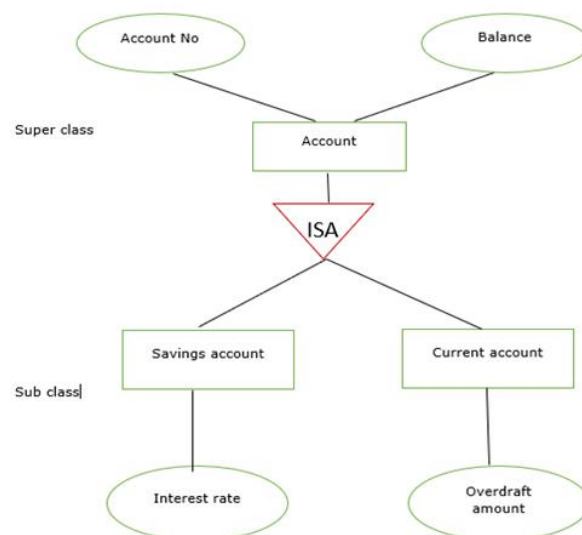 Account No
Balance
Super class
Account
ISA
Savings account
Current account
Sub class
Interest rate
Overdraft
amount